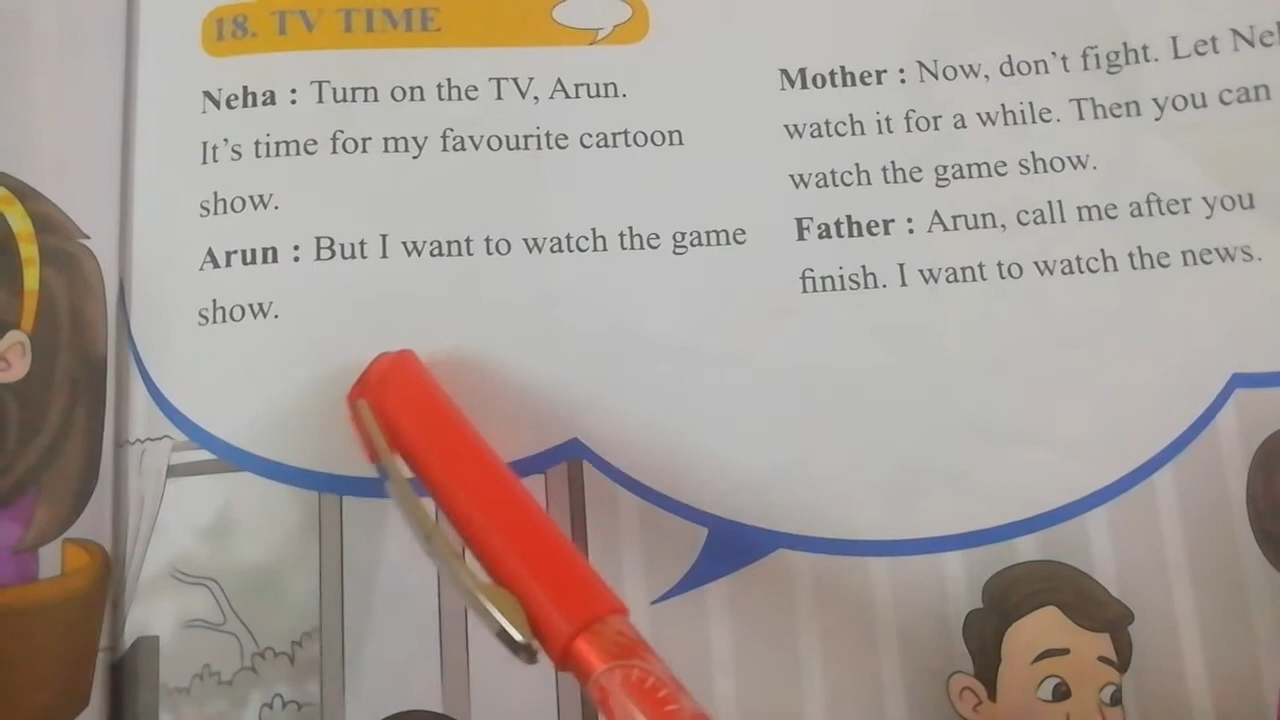 18. TV TIME
Neha : Turn on the TV, Arun.
It's time for my favourite cartoon
show.
Arun : But I want to watch the game
show.
Mother : Now, don't fight. Let
watch it for a while. Then you can
watch the game show.
Father : Arun, call me after you
finish. I want to watch the news.